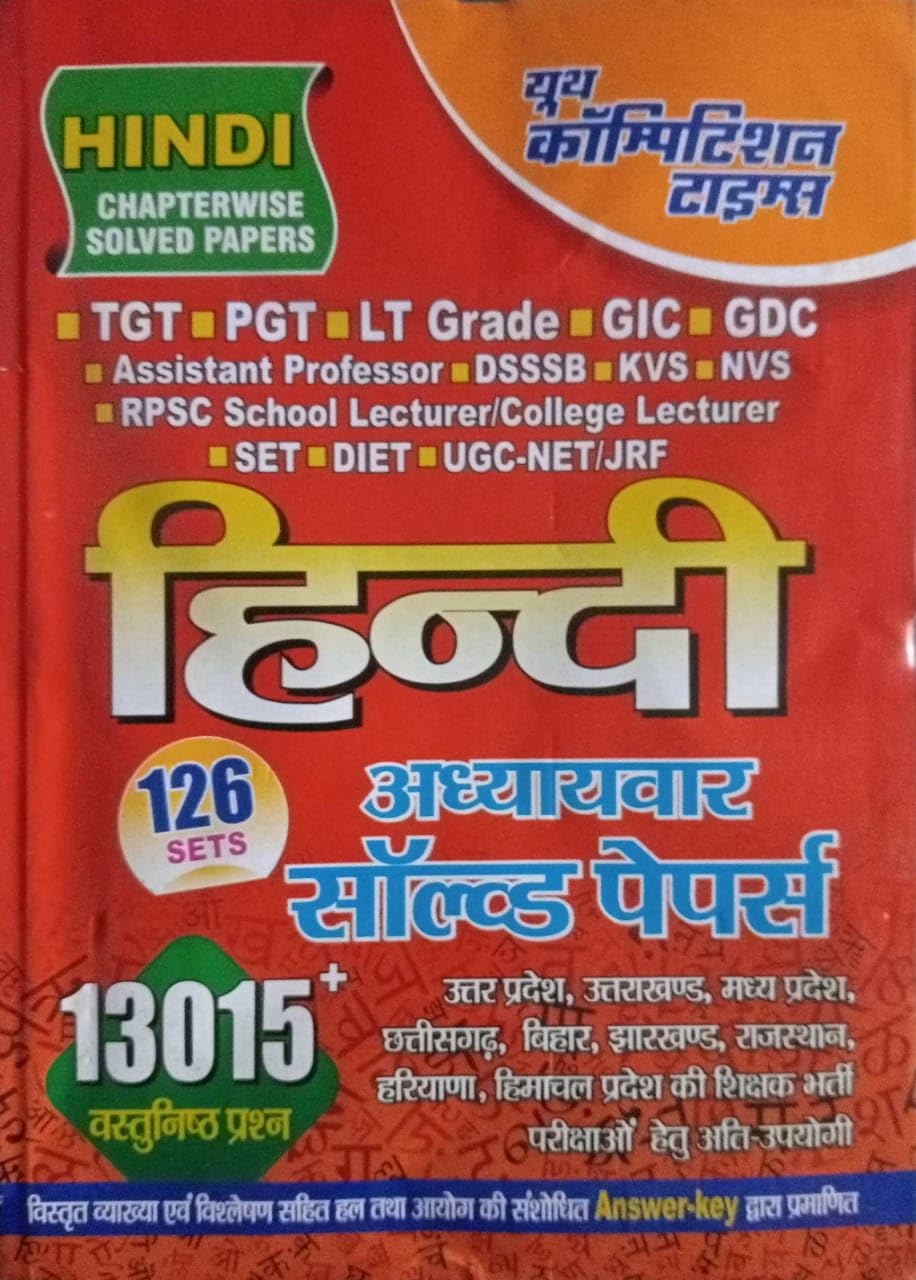 HINDI
CHAPTERWISE
SOLVED PAPERS
यूथ
कॉम्पिटिशन
टाइम्स
TGT PGT LT Grade GIC GDC
Assistant Professor DSSSB KVS NVS
RPSC School Lecturer/College Lecturer
SET DIET UGC-NET/JRF
हिन्दी
126
SETS
अध्यायवार
सॉल्व्ड पेपर्स
13015+
वस्तुनिष्ठ प्रश्न
उत्तर प्रदेश, उत्तराखण्ड, मध्य प्रदेश,
छत्तीसगढ़, बिहार, झारखण्ड, राजस्थान,
हरियाणा, हिमाचल प्रदेश की शिक्षक भर्ती
परीक्षाओं हेतु अति-उपयोगी
विस्तृत व्याख्या एवं विश्लेषण सहित हल तथा आयोग की संशोधित Answer-key द्वारा प्रमाणित